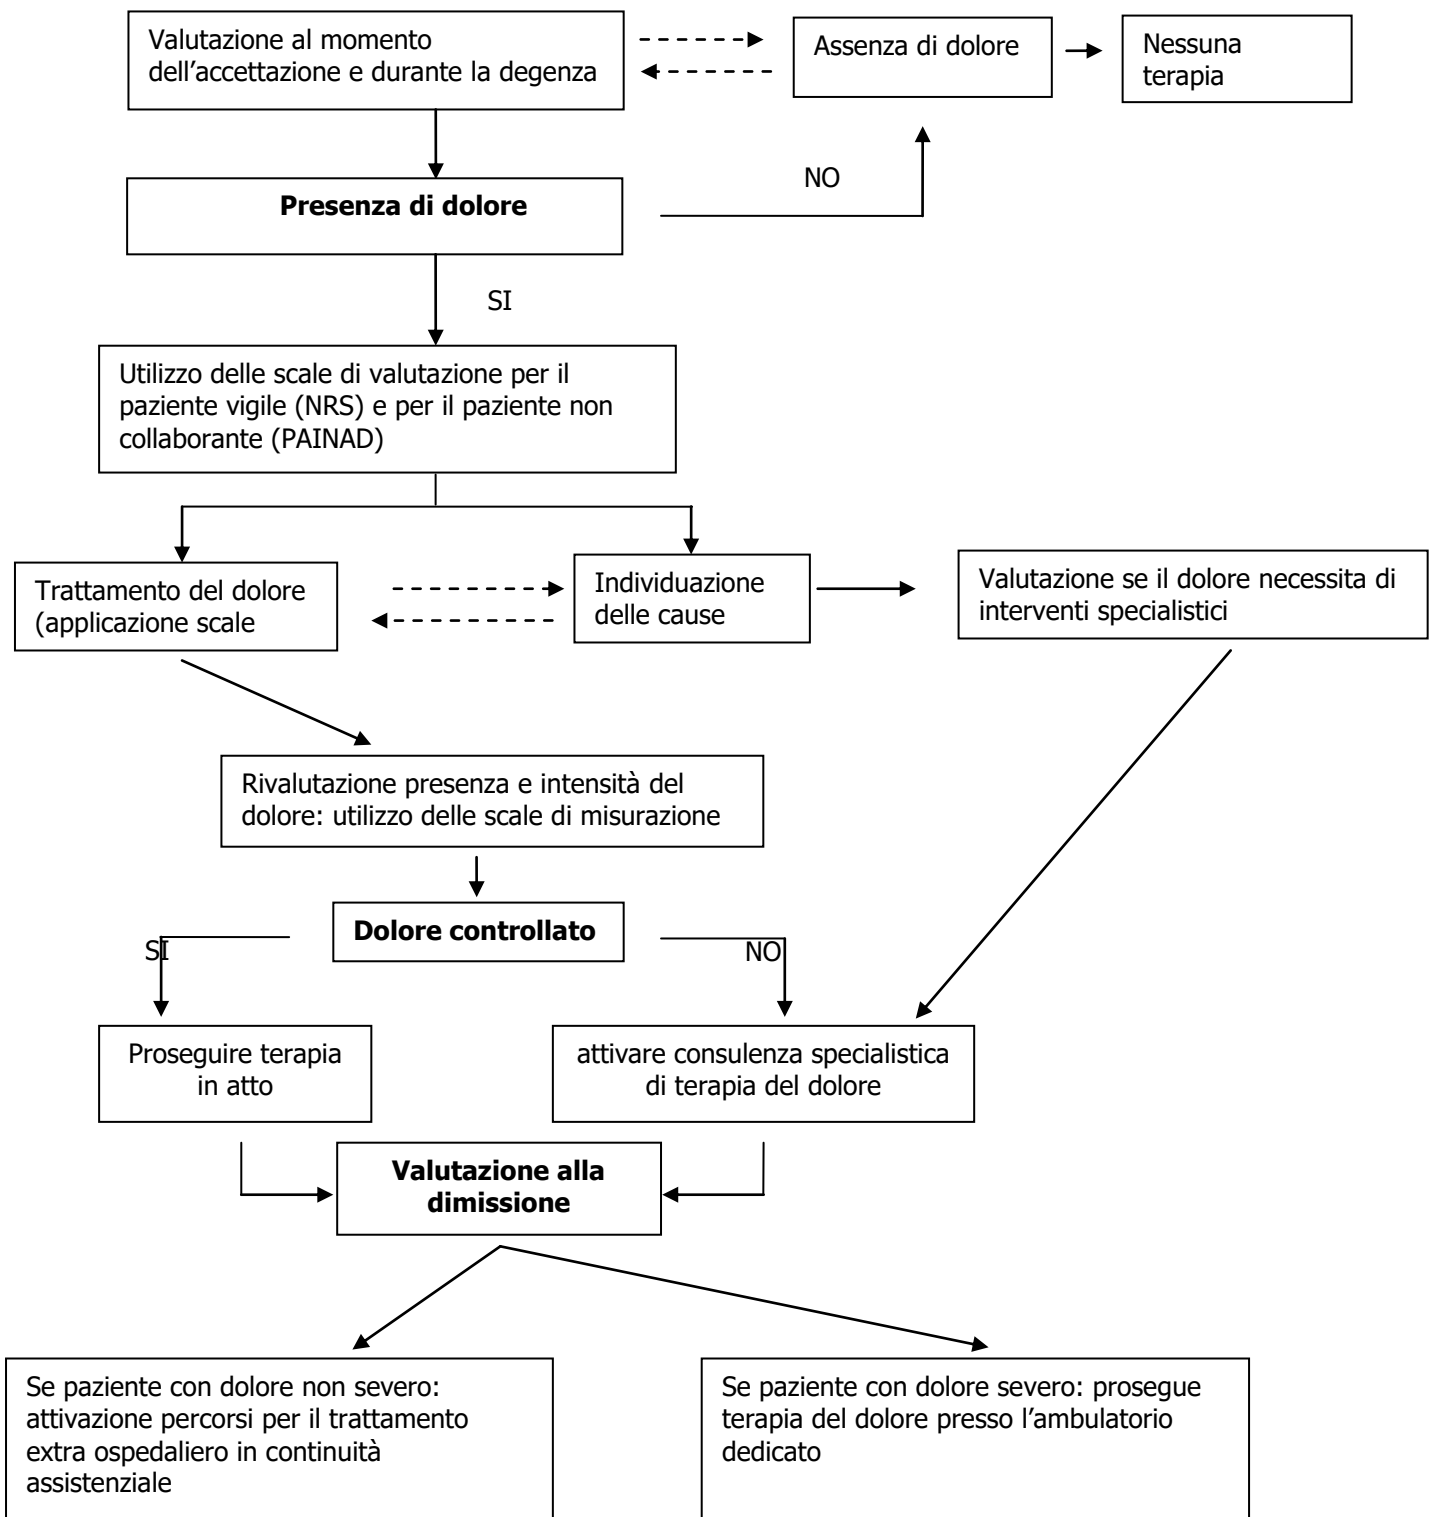 Valutazione al momento
dell’accettazione e durante la degenza
Assenza di dolore
Nessuna
terapia
NO
Presenza di dolore
SI
Utilizzo delle scale di valutazione per il
paziente vigile (NRS) e per il paziente non
collaborante (PAINAD)
Trattamento del dolore
(applicazione scale
Individuazione
delle cause
Valutazione se il dolore necessita di
interventi specialistici
Rivalutazione presenza e intensità del
dolore: utilizzo delle scale di misurazione
Dolore controllato
SI
NO
Proseguire terapia
in atto
attivare consulenza specialistica
di terapia del dolore
Valutazione alla
dimissione
Se paziente con dolore non severo:
attivazione percorsi per il trattamento
extra ospedaliero in continuità
assistenziale
Se paziente con dolore severo: prosegue
terapia del dolore presso l’ambulatorio
dedicato